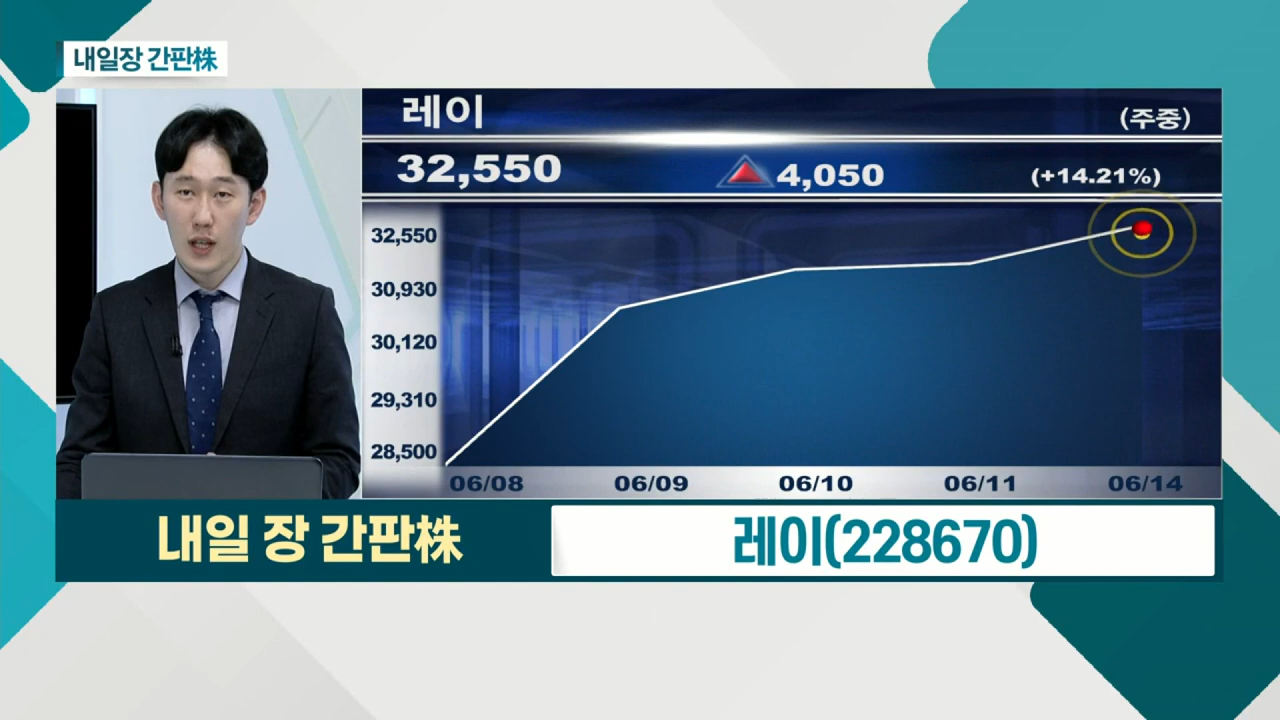 내일장 간판株
레이
(주중)
32,550
4,050
(+14.21%)
32,550
30,930
30,120
29,310
28,500
06/08 06/09 06/10 06/11 06/14
내일 장 간판株
레이(228670)